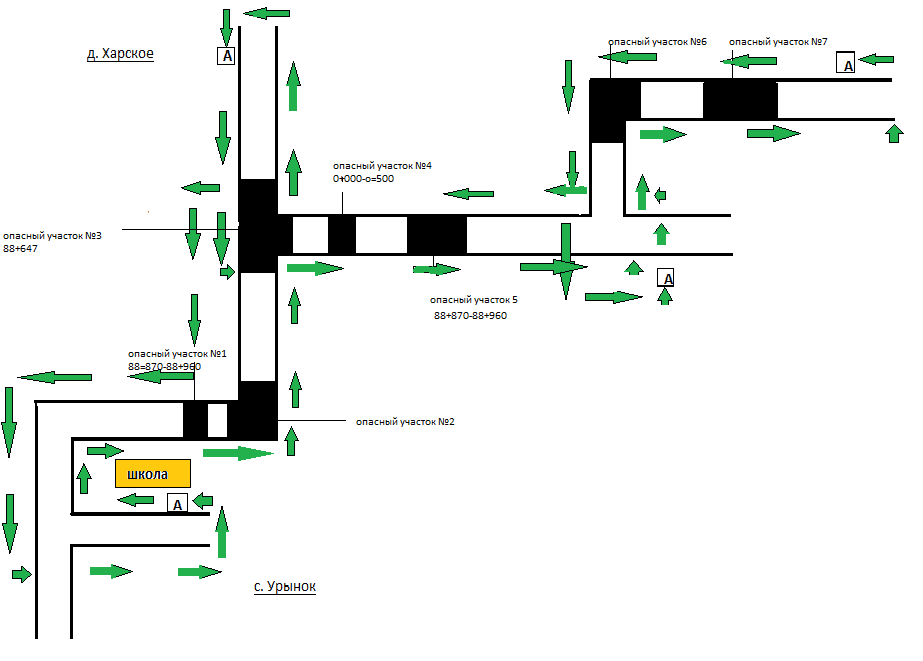 опасный участок №6
опасный участок №7
д. Харское
А
А
опасный участок №4
0+000-о=500
опасный участок №3
88+647
А
опасный участок 5
88+870-88+960
опасный участок №1
88=870-88+960
опасный участок №2
школа
А
с. Урынок